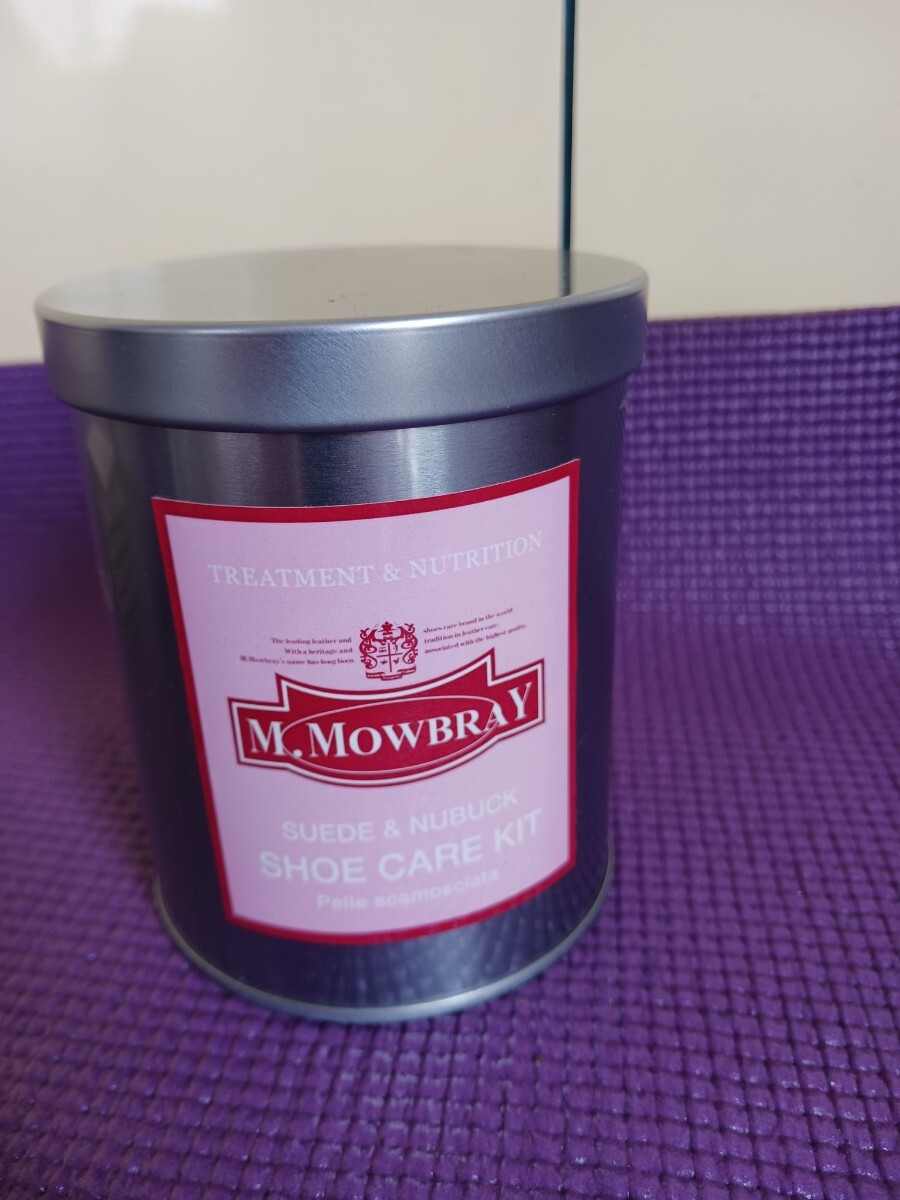 TREATMENT & NUTRITION
The leading leather and shoes care brand in the world
With a heritage and tradition in leather care.
M.Mowbray's name has long been associated with the highest quality
M.MOWBRAY
SUEDE & NUBUCK
SHOE CARE KIT
Pelle scamosciata